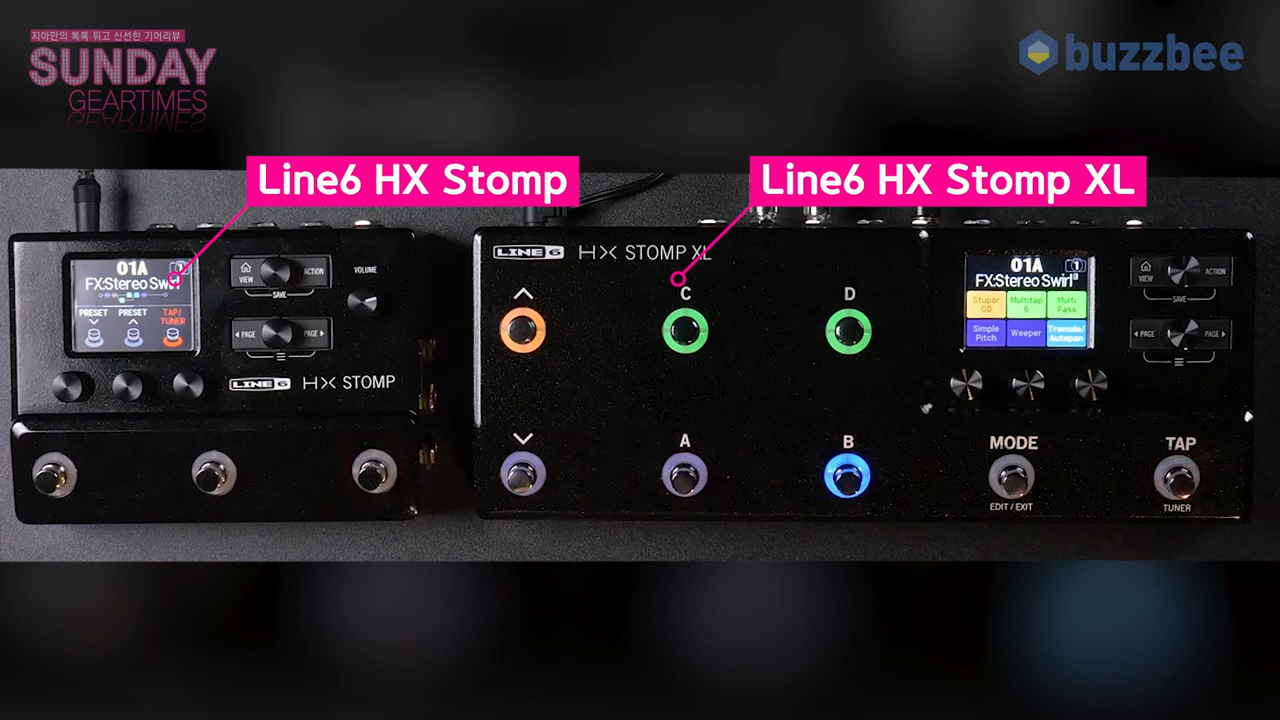 지아만의 톡톡 튀고 신선한 기어리뷰
SUNDAY
GEARTIMES
buzzbee
Line6 HX Stomp
Line6 HX Stomp XL
01A
FX:Stereo Swirl
PRESET PRESET TAP/
TUNER
VIEW ACTION
SAVE
VOLUME
PAGE PAGE
LINE 6 HX STOMP
LINE 6 HX STOMP XL
C
D
A
B
MODE
EDIT / EXIT
TAP
TUNER
01A 1
FX:Stereo Swirl
Stupor
OD
Multitap
6
Multi
Pass
Simple
Pitch
Weeper
Tremolo/
Autopan
VIEW ACTION
SAVE
PAGE PAGE